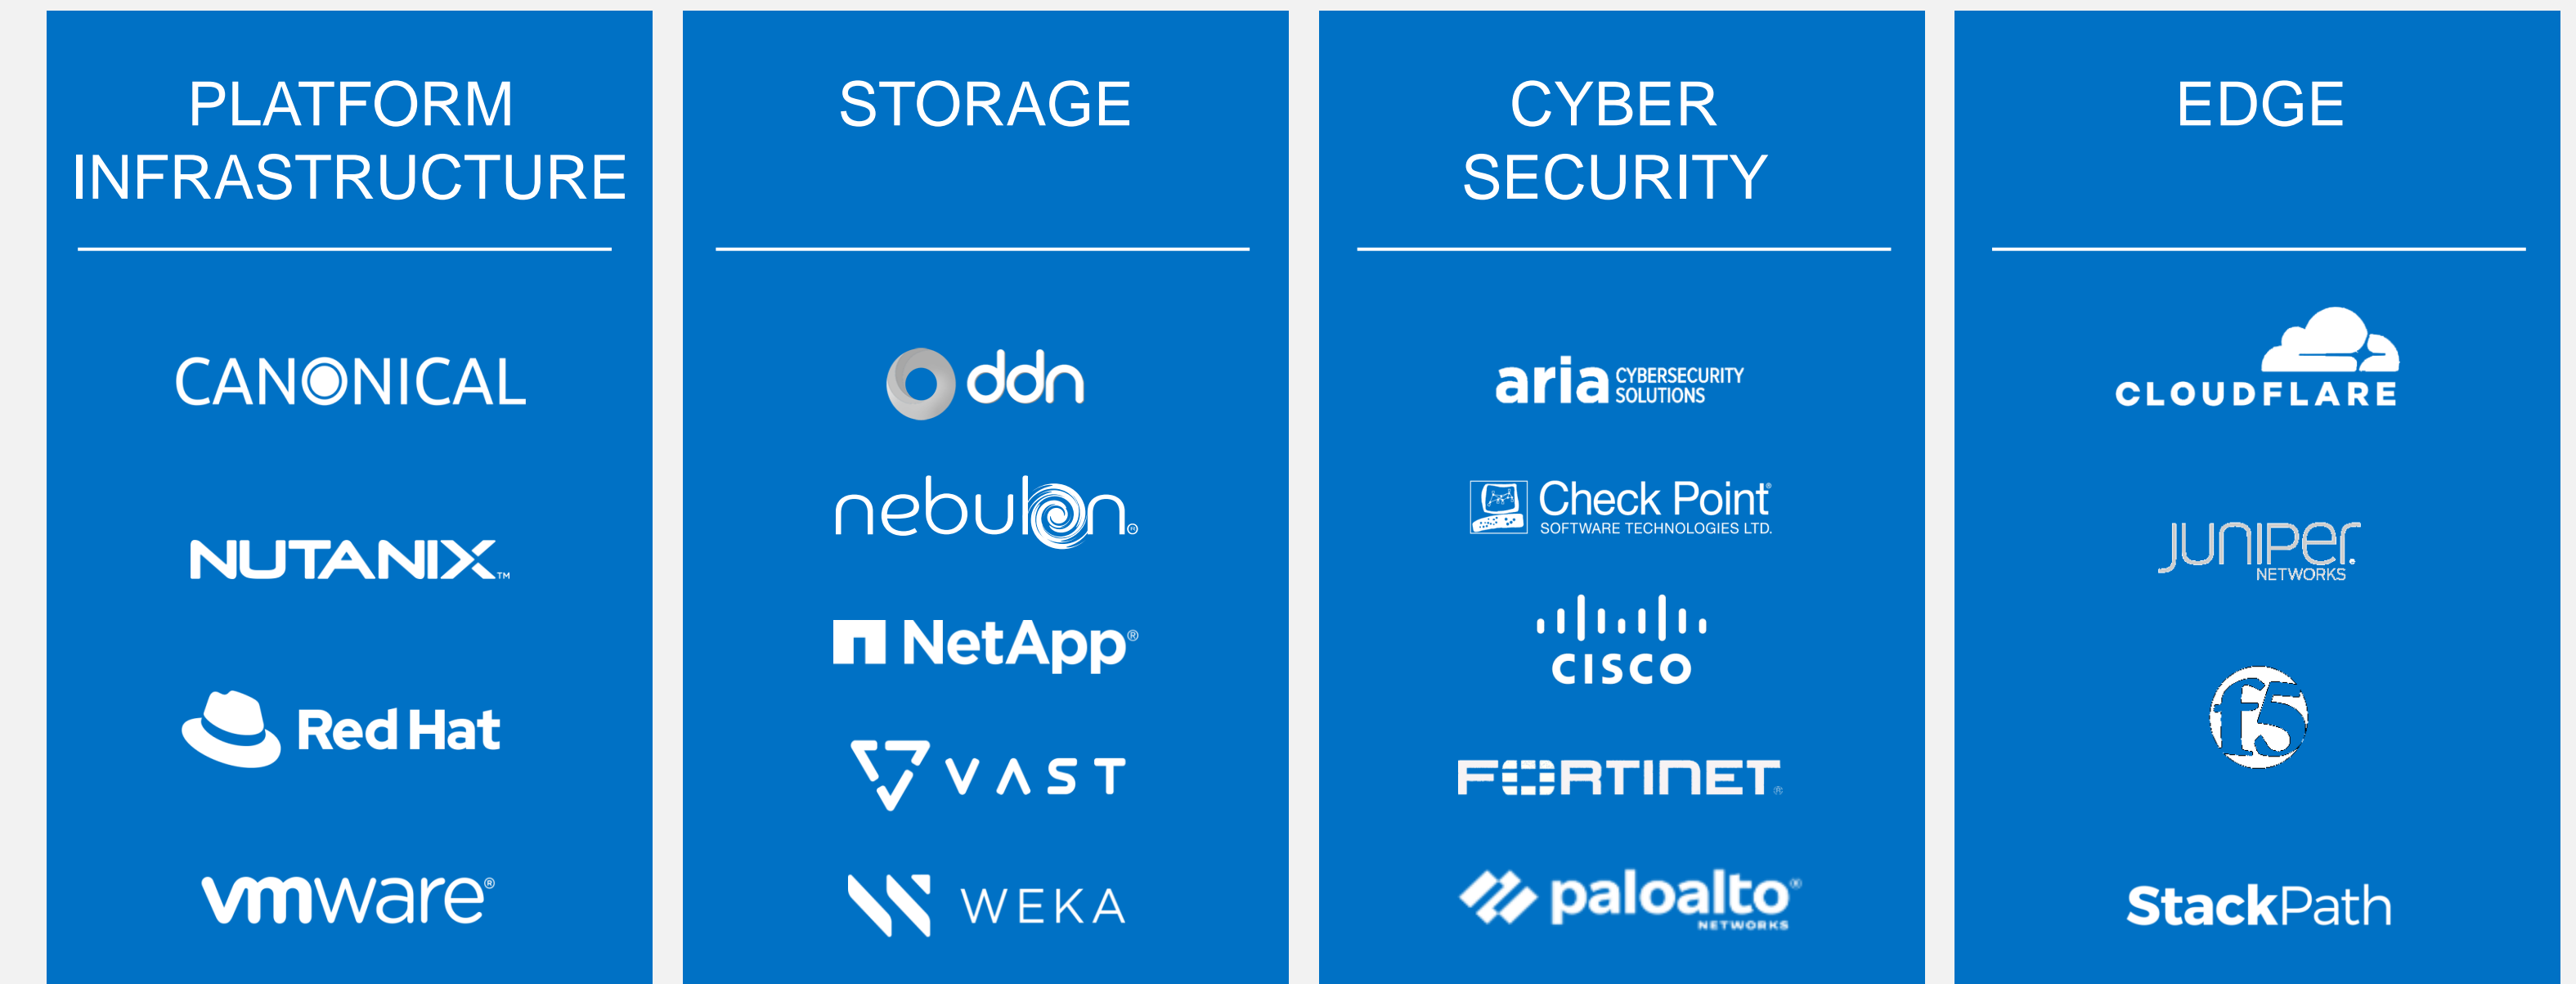 PLATFORM
INFRASTRUCTURE
CANONICAL
NUTANIX™
Red Hat
vmware®
STORAGE
ddn
nebulon®
NetApp®
VAST
WEKA
CYBER
SECURITY
aria CYBERSECURITY
SOLUTIONS
Check Point®
SOFTWARE TECHNOLOGIES LTD.
CISCO
FORTINET®
paloalto®
NETWORKS
EDGE
CLOUDFLARE
JUNIPER
NETWORKS
f5
StackPath